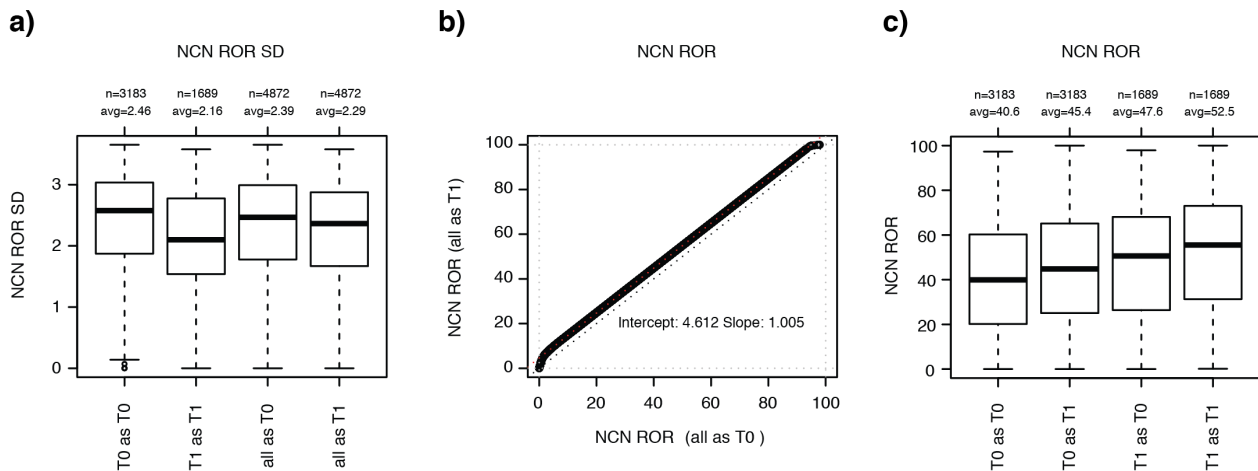 a)
NCN ROR SD
n=3183 n=1689 n=4872 n=4872
avg=2.46 avg=2.16 avg=2.39 avg=2.29
NCN ROR SD
3
2
1
0
T0 as T0
T1 as T1
all as T0
all as T1
b)
NCN ROR
NCN ROR (all as T1)
100
80
60
40
20
0
Intercept: 4.612 Slope: 1.005
0 20 40 60 80 100
NCN ROR (all as T0 )
c)
NCN ROR
n=3183 n=3183 n=1689 n=1689
avg=40.6 avg=45.4 avg=47.6 avg=52.5
NCN ROR
100
80
60
40
20
0
T0 as T0
T0 as T1
T1 as T0
T1 as T1